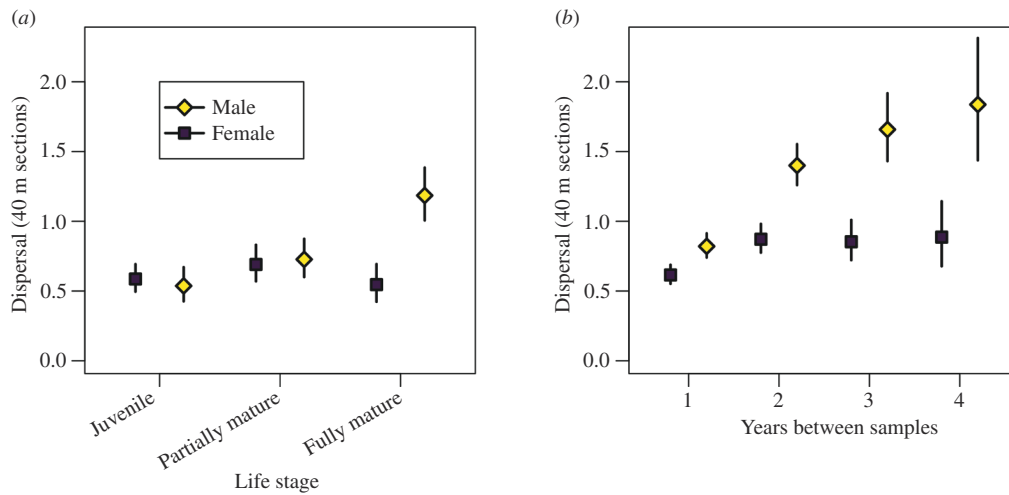 (a)
Dispersal (40 m sections)
2.0
1.5
1.0
0.5
0.0
Male
Female
Juvenile
Partially mature
Fully mature
Life stage
(b)
Dispersal (40 m sections)
2.0
1.5
1.0
0.5
0.0
1 2 3 4
Years between samples